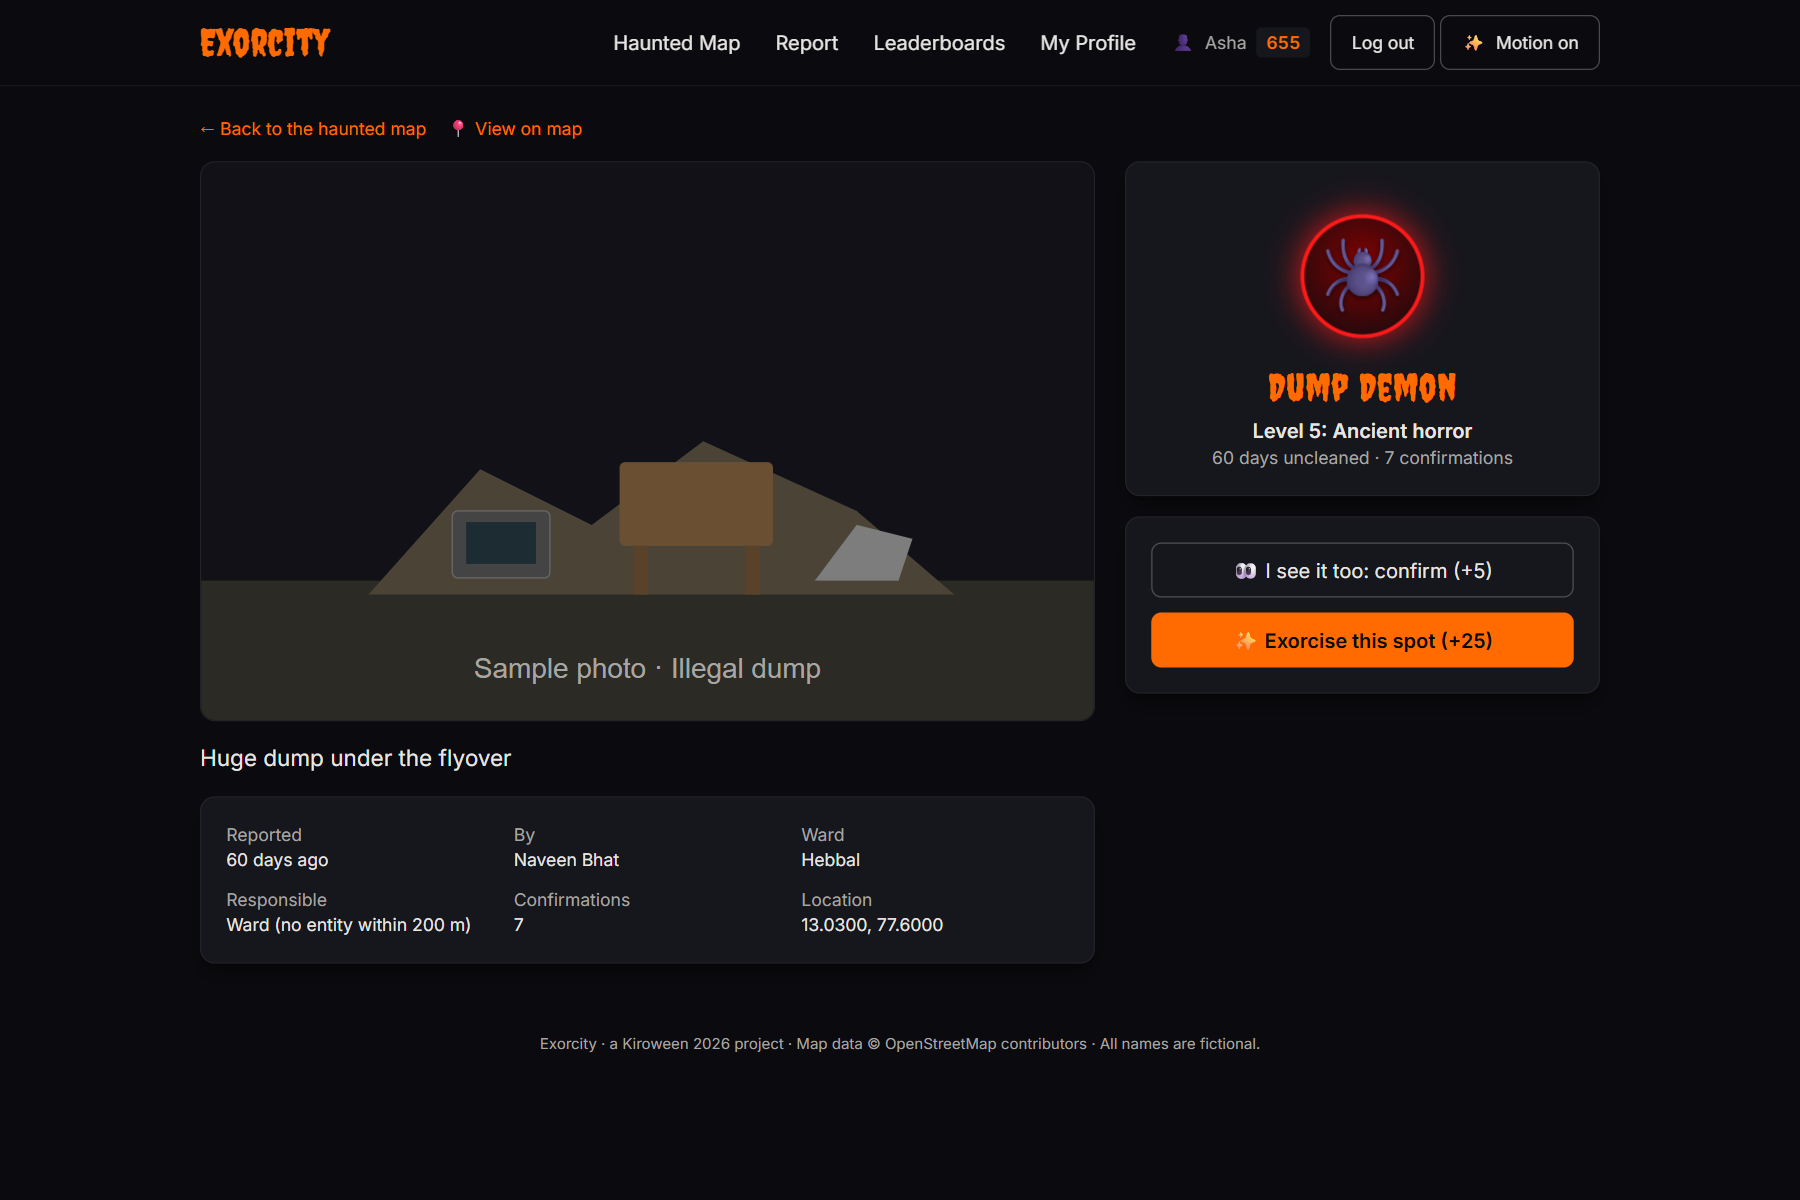 EXORCITY
Haunted Map
Report
Leaderboards
My Profile
Asha 655
Log out
Motion on
← Back to the haunted map
View on map
Sample photo · Illegal dump
DUMP DEMON
Level 5: Ancient horror
60 days uncleaned · 7 confirmations
I see it too: confirm (+5)
Exorcise this spot (+25)
Huge dump under the flyover
Reported
60 days ago
By
Naveen Bhat
Ward
Hebbal
Responsible
Ward (no entity within 200 m)
Confirmations
7
Location
13.0300, 77.6000
Exorcity · a Kiroween 2026 project · Map data © OpenStreetMap contributors · All names are fictional.